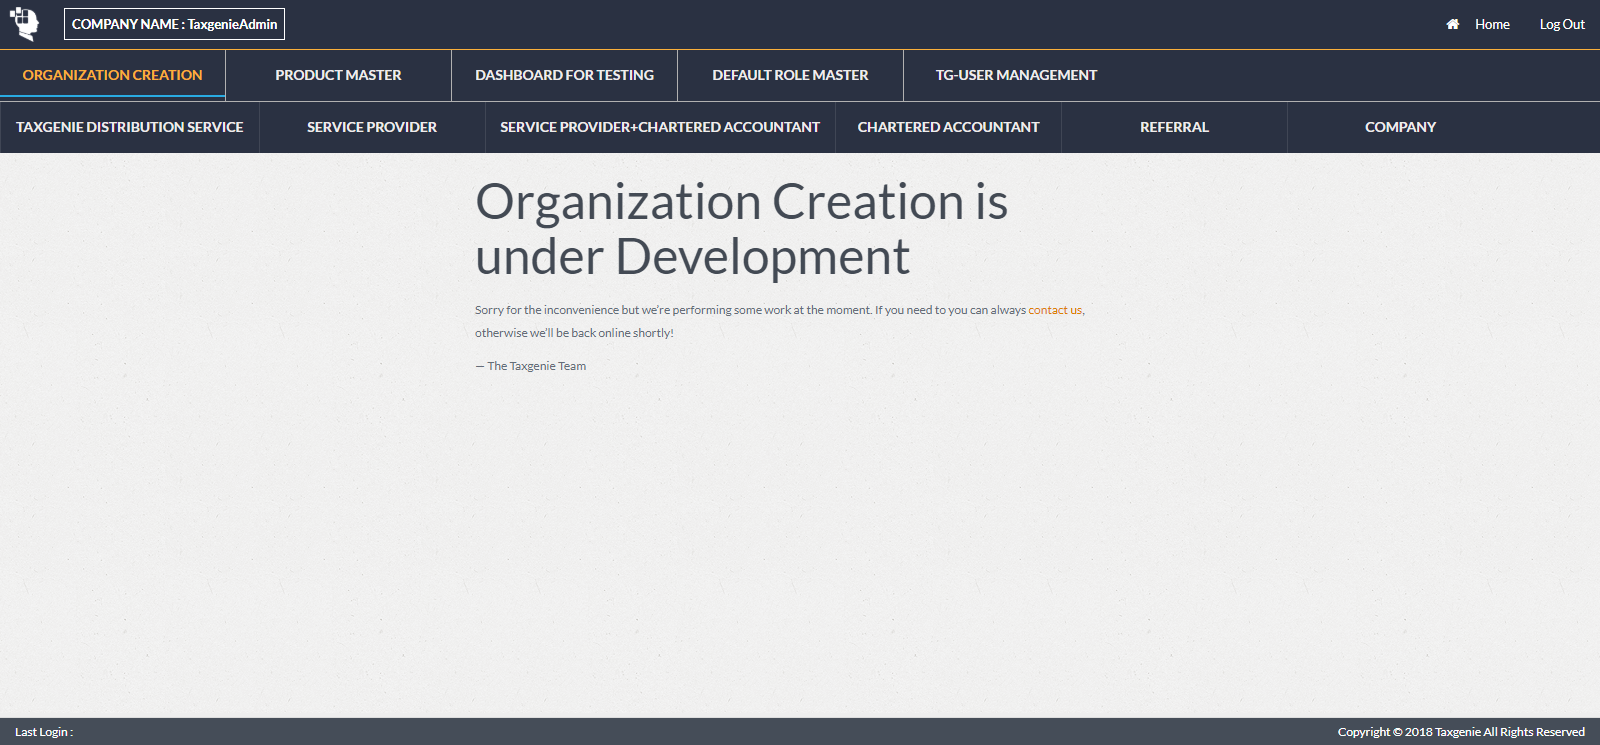 COMPANY NAME : TaxgenieAdmin
Home
Log Out
ORGANIZATION CREATION
PRODUCT MASTER
DASHBOARD FOR TESTING
DEFAULT ROLE MASTER
TG-USER MANAGEMENT
TAXGENIE DISTRIBUTION SERVICE
SERVICE PROVIDER
SERVICE PROVIDER+CHARTERED ACCOUNTANT
CHARTERED ACCOUNTANT
REFERRAL
COMPANY
Organization Creation is
under Development
Sorry for the inconvenience but we're performing some work at the moment. If you need to you can always contact us,
otherwise we'll be back online shortly!
— The Taxgenie Team
Last Login :
Copyright © 2018 Taxgenie All Rights Reserved